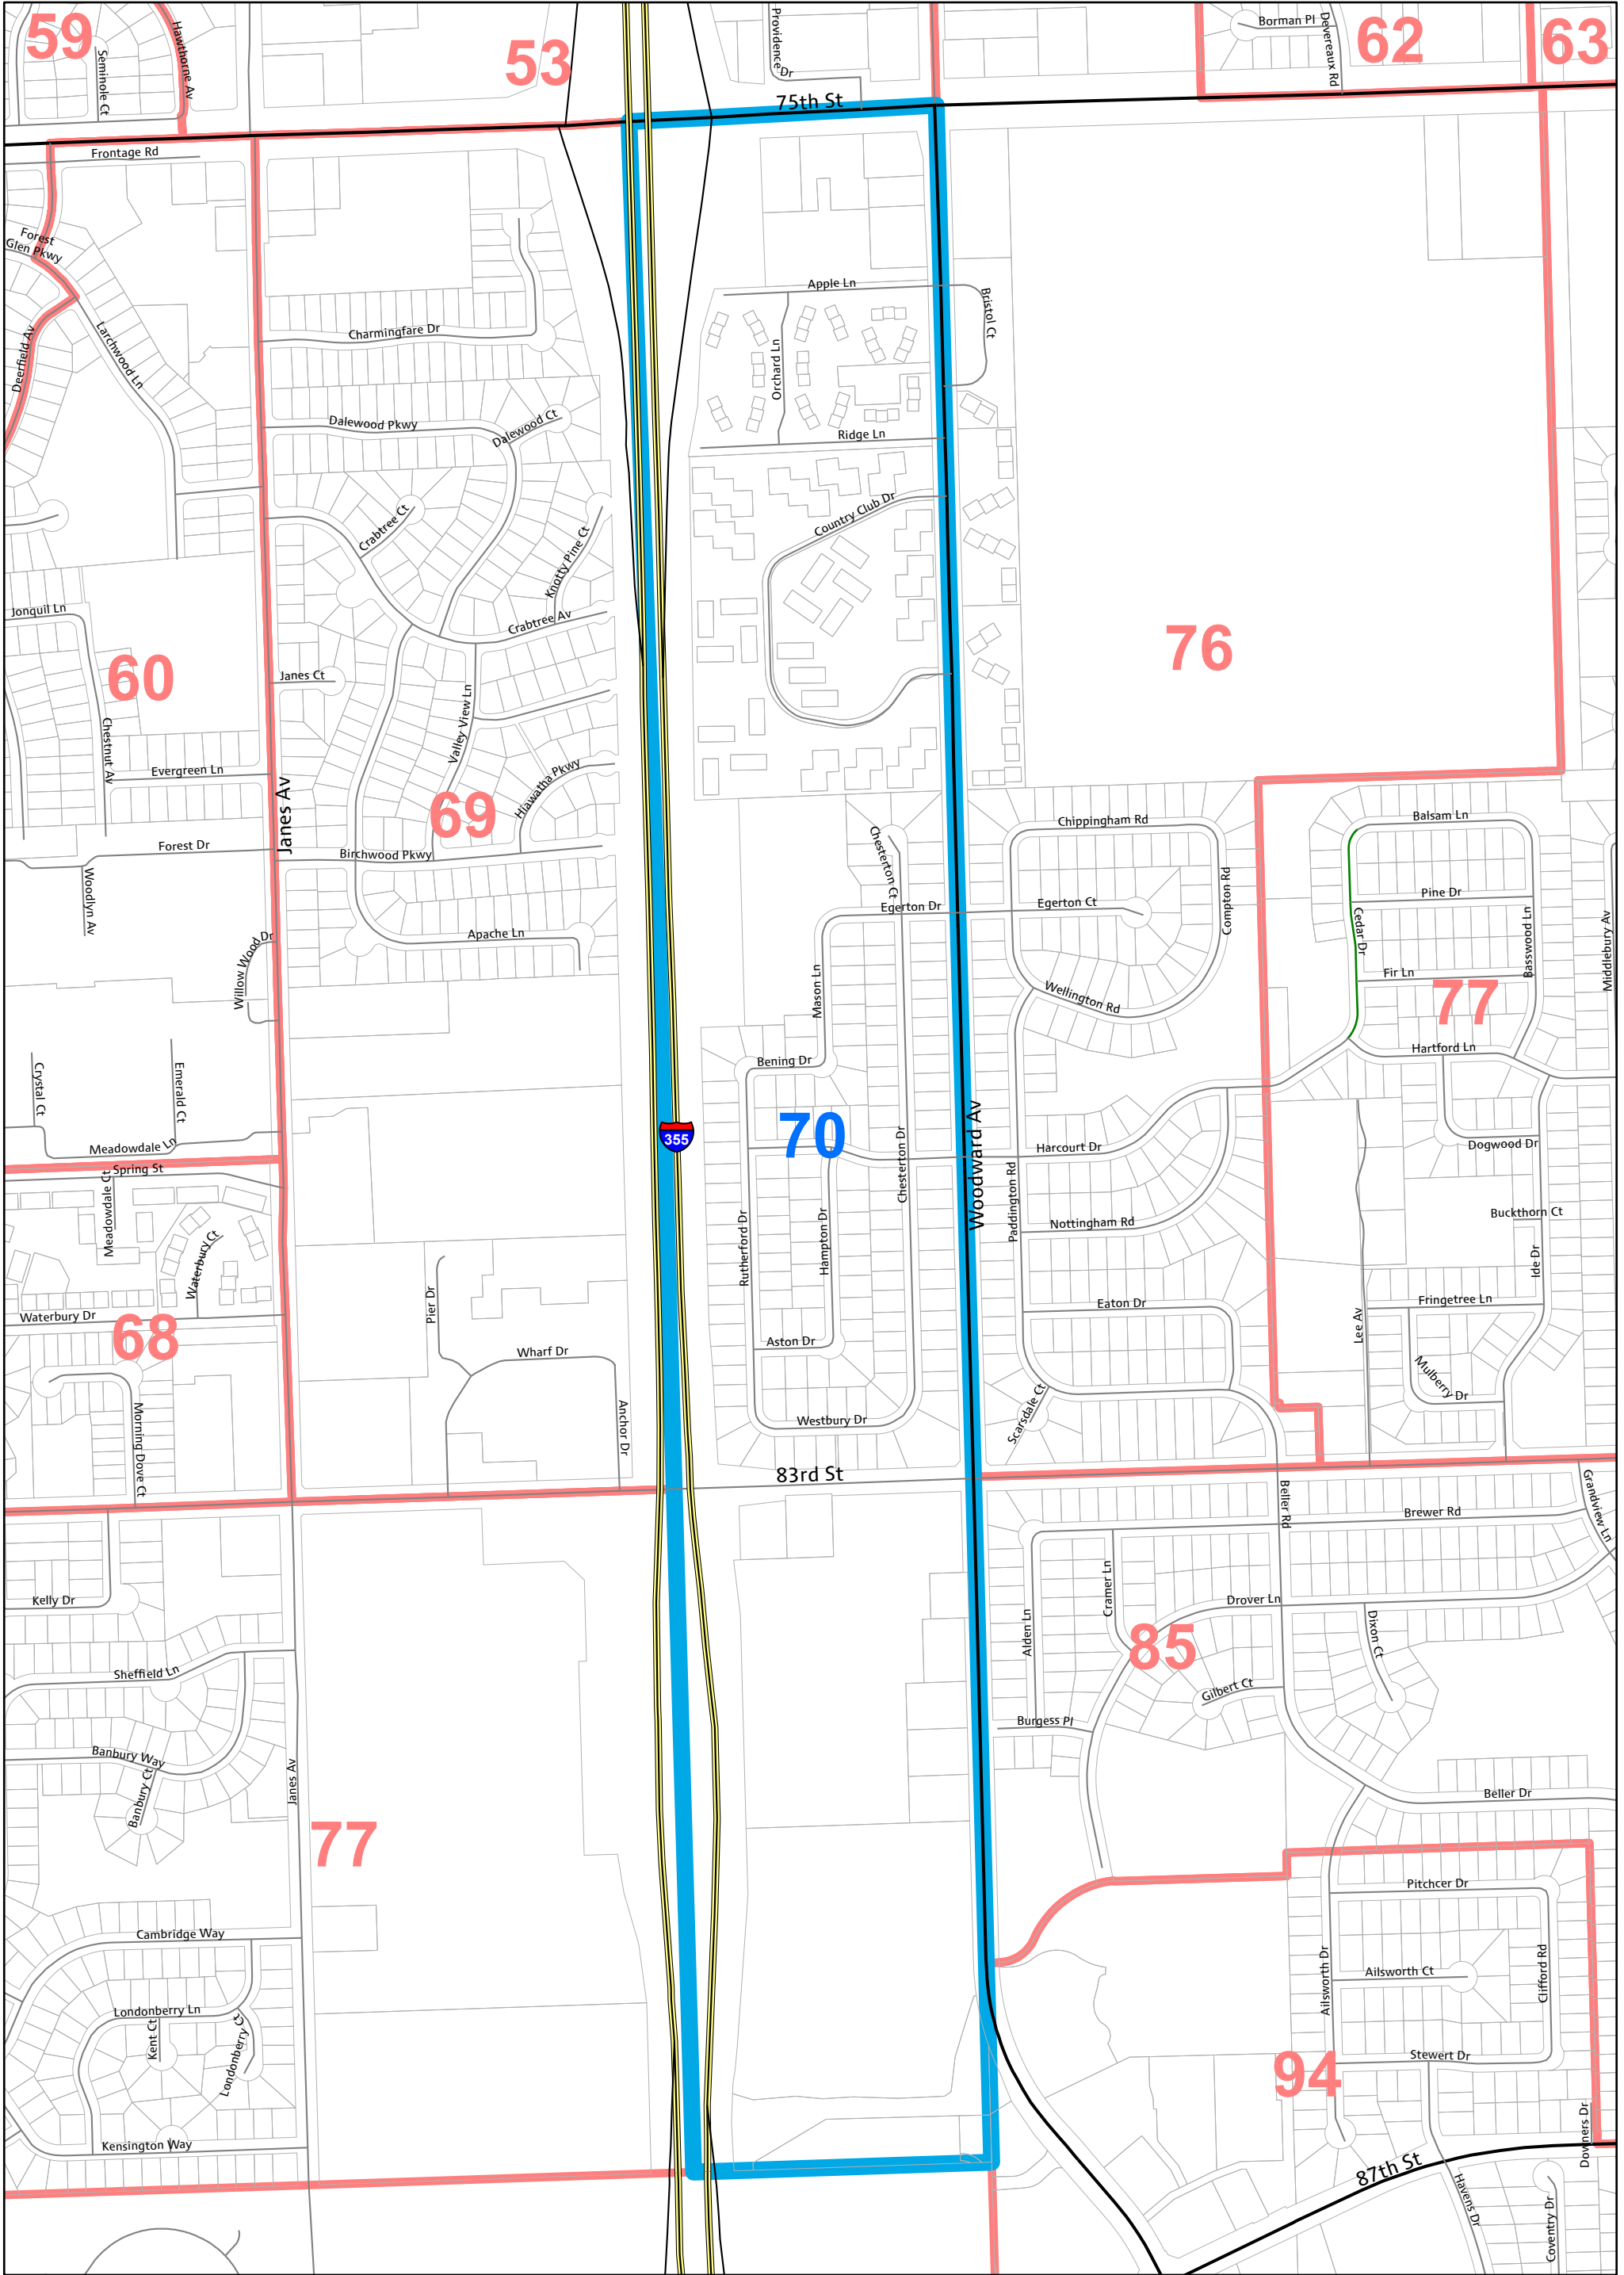 59
Seminole Ct
Hawthorne Av
53
Providence Dr
Borman Pl
Devereaux Rd
62
63
75th St
Frontage Rd
Forest
Glen Pkwy
Larchwood Ln
Deerfield Av
Charmingfare Dr
Apple Ln
Bristol Ct
Orchard Ln
Dalewood Pkwy
Dalewood Ct
Ridge Ln
Crabtree Ct
Knotty Pine Ct
Country Club Dr
Jonquil Ln
Crabtree Av
60
Janes Ct
76
Chestnut Av
Valley View Ln
Evergreen Ln
Hiawatha Pkwy
Janes Av
69
Forest Dr
Birchwood Pkwy
Chesterton Ct
Chippingham Rd
Balsam Ln
Woodlyn Av
Egerton Dr
Egerton Ct
Compton Rd
Pine Dr
Cedar Dr
Basswood Ln
Middlebury Av
Apache Ln
Willow Wood Dr
Mason Ln
Wellington Rd
Fir Ln
77
Bening Dr
Hartford Ln
Crystal Ct
Emerald Ct
355
70
Woodward Av
Meadowdale Ln
Harcourt Dr
Dogwood Dr
Spring St
Meadowdale Ct
Chesterton Dr
Paddington Rd
Nottingham Rd
Buckthorn Ct
Waterbury Ct
Rutherford Dr
Hampton Dr
Ide Dr
Waterbury Dr
68
Pier Dr
Eaton Dr
Fringetree Ln
Lee Av
Wharf Dr
Aston Dr
Mulberry Dr
Morning Dove Ct
Anchor Dr
Westbury Dr
Scarsdale Ct
83rd St
Beller Rd
Brewer Rd
Grandview Ln
Kelly Dr
Cramer Ln
Drover Ln
Alden Ln
85
Dixon Ct
Sheffield Ln
Gilbert Ct
Burgess Pl
Banbury Way
Banbury Ct
Janes Av
Beller Dr
77
Pitchcer Dr
Cambridge Way
Ailsworth Dr
Ailsworth Ct
Clifford Rd
Londonberry Ln
Kent Ct
Londonberry Ct
Stewert Dr
94
Downers Dr
Kensington Way
87th St
Havens Dr
Coventry Dr